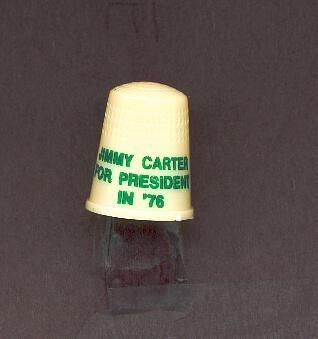 JIMMY CARTER
FOR PRESIDENT
IN '76